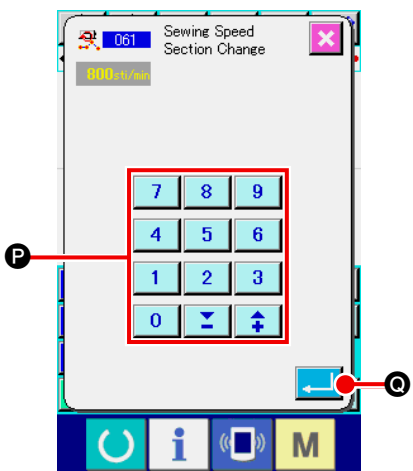 061
Sewing Speed
Section Change
800sti/min
7 8 9
4 5 6
P
1 2 3
0
Q
i
M